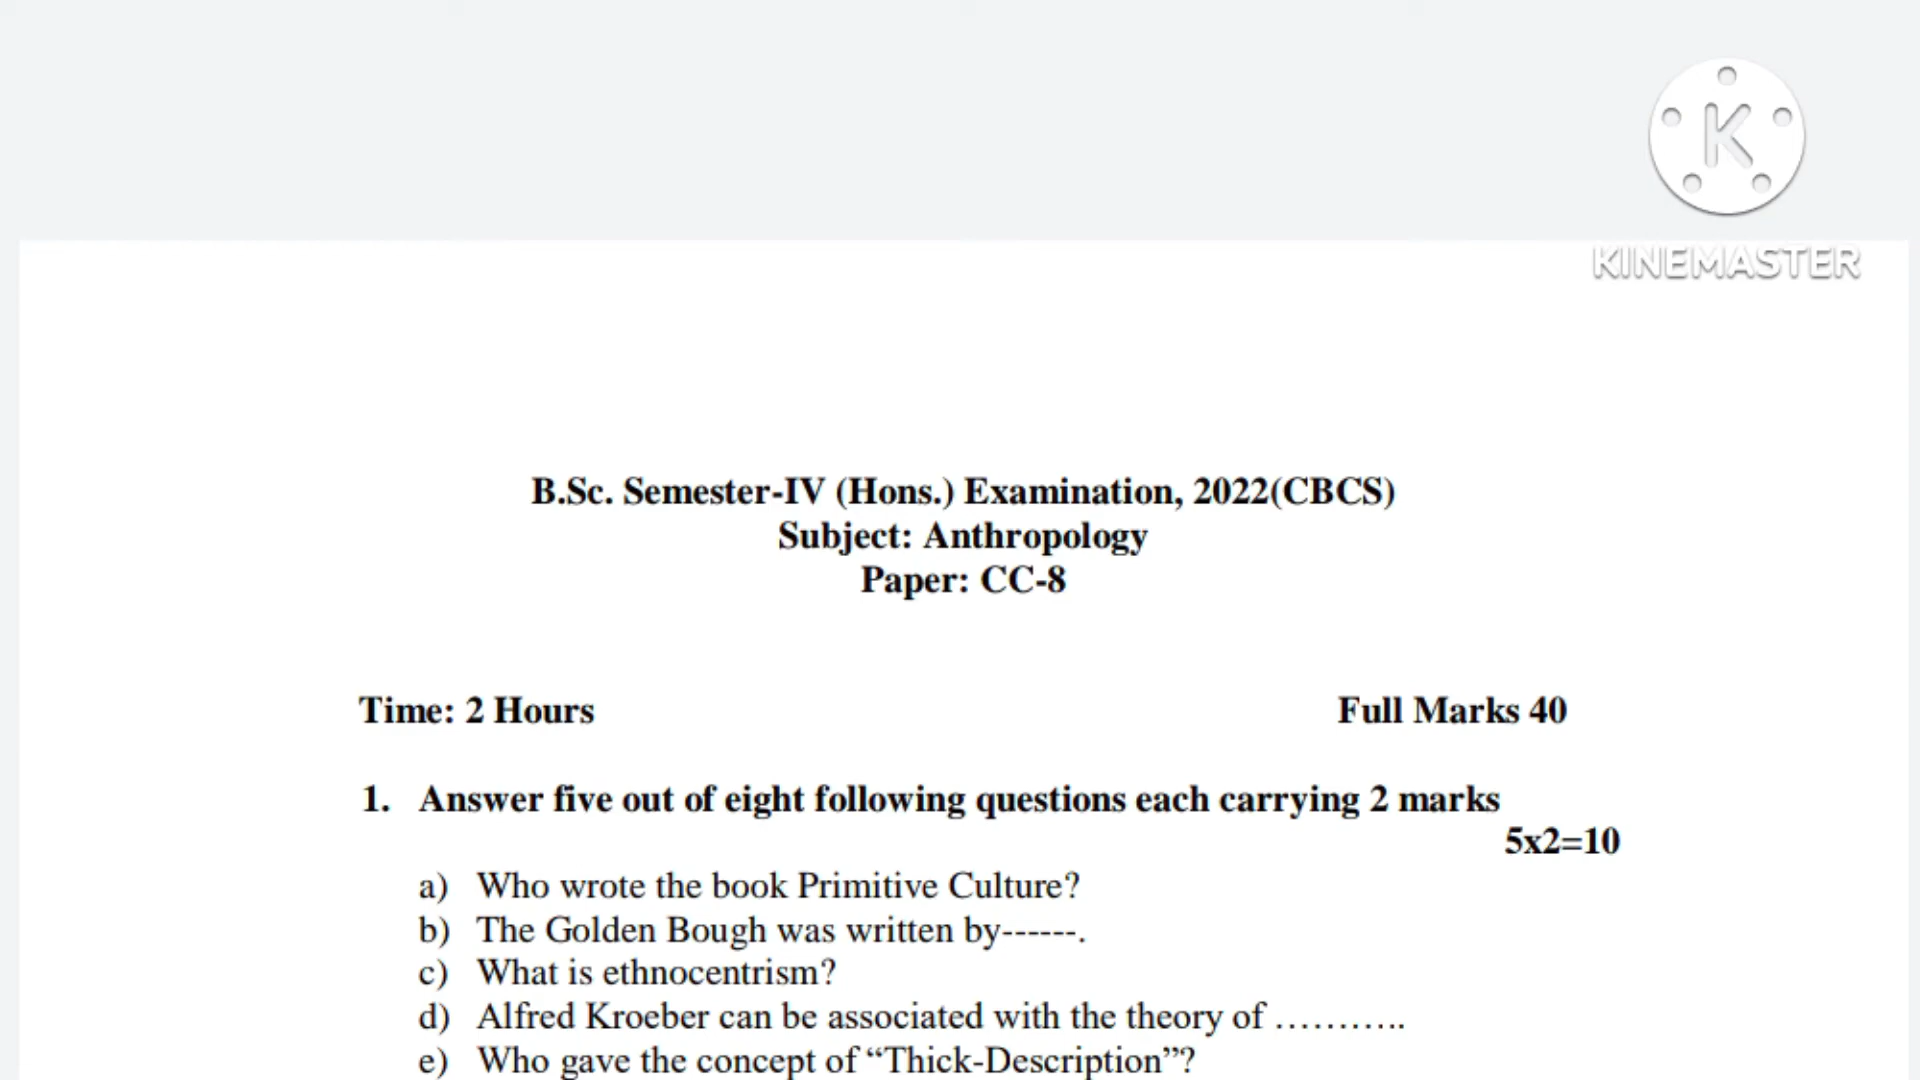 K
KINEMASTER
B.Sc. Semester-IV (Hons.) Examination, 2022(CBCS)
Subject: Anthropology
Paper: CC-8
Time: 2 Hours Full Marks 40
1. Answer five out of eight following questions each carrying 2 marks
5x2=10
a) Who wrote the book Primitive Culture?
b) The Golden Bough was written by------.
c) What is ethnocentrism?
d) Alfred Kroeber can be associated with the theory of ………..
e) Who gave the concept of “Thick-Description”?